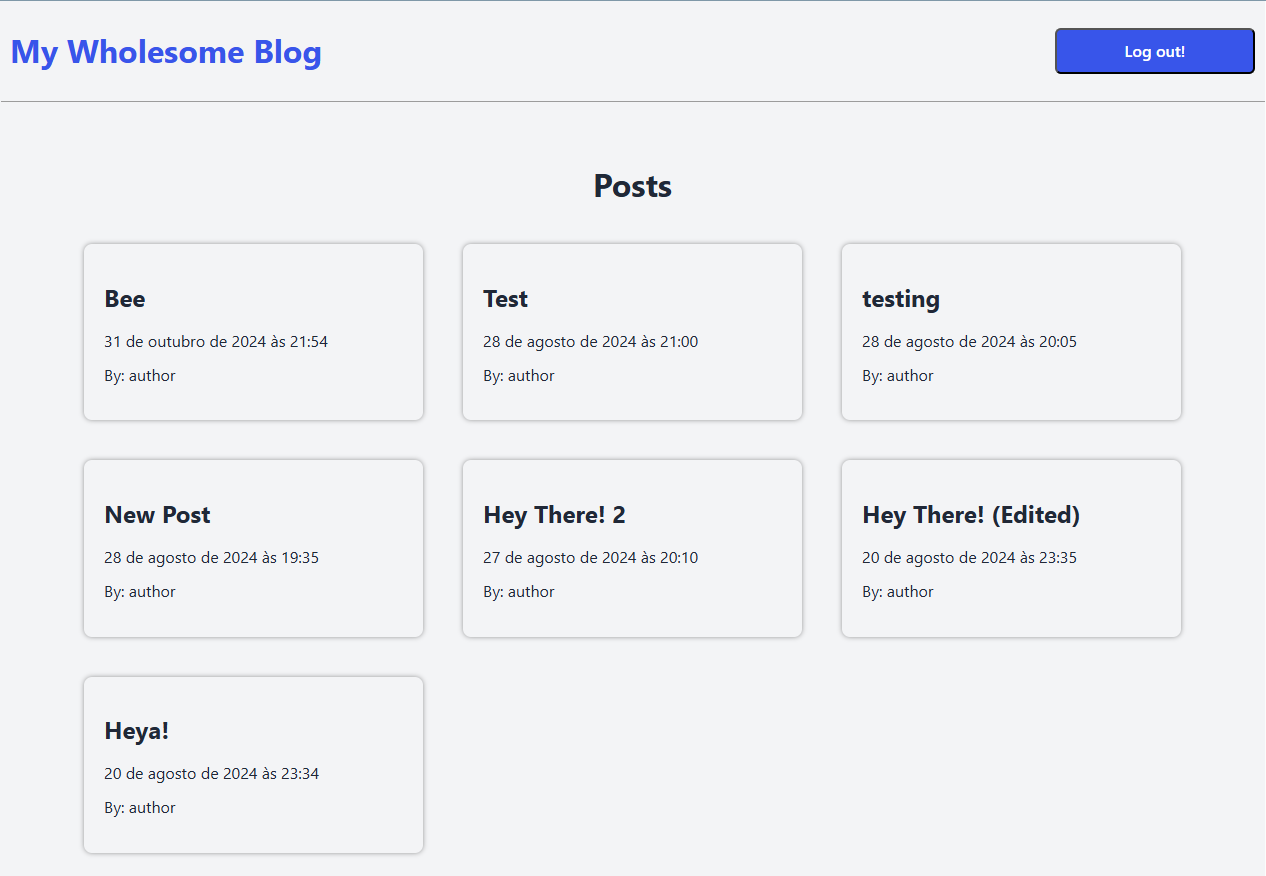 My Wholesome Blog
Log out!
Posts
Bee
31 de outubro de 2024 às 21:54
By: author
Test
28 de agosto de 2024 às 21:00
By: author
testing
28 de agosto de 2024 às 20:05
By: author
New Post
28 de agosto de 2024 às 19:35
By: author
Hey There! 2
27 de agosto de 2024 às 20:10
By: author
Hey There! (Edited)
20 de agosto de 2024 às 23:35
By: author
Heya!
20 de agosto de 2024 às 23:34
By: author